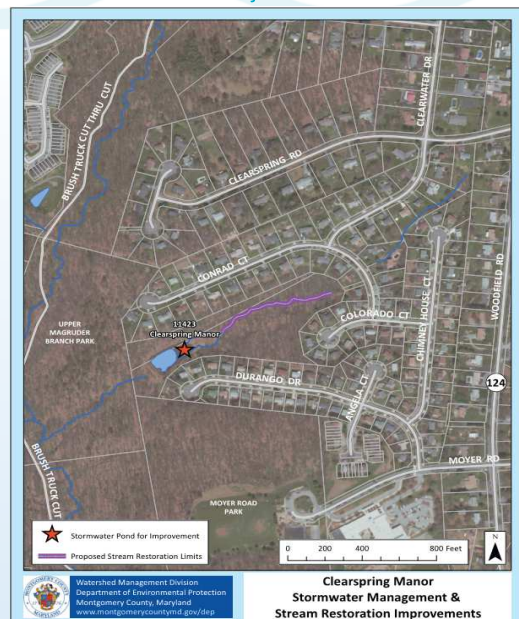 CLEARWATER DR
BRUSH TRUCK CUT THRU CUT
CLEARSPRING RD
CONRAD CT
WOODFIELD RD
CHIMNEY HOUSE CT
11423
Clearspring Manor
COLORADO CT
UPPER
MAGRUDER
BRANCH PARK
DURANGO DR
ANGELA CT
124
MOYER RD
BRUSH TRUCK CUT
MOYER ROAD
PARK
Stormwater Pond for Improvement
Proposed Stream Restoration Limits
0 200 400 800 Feet
N
Watershed Management Division
Department of Environmental Protection
Montgomery County, Maryland
www.montgomerycountymd.gov/dep
Clearspring Manor
Stormwater Management &
Stream Restoration Improvements